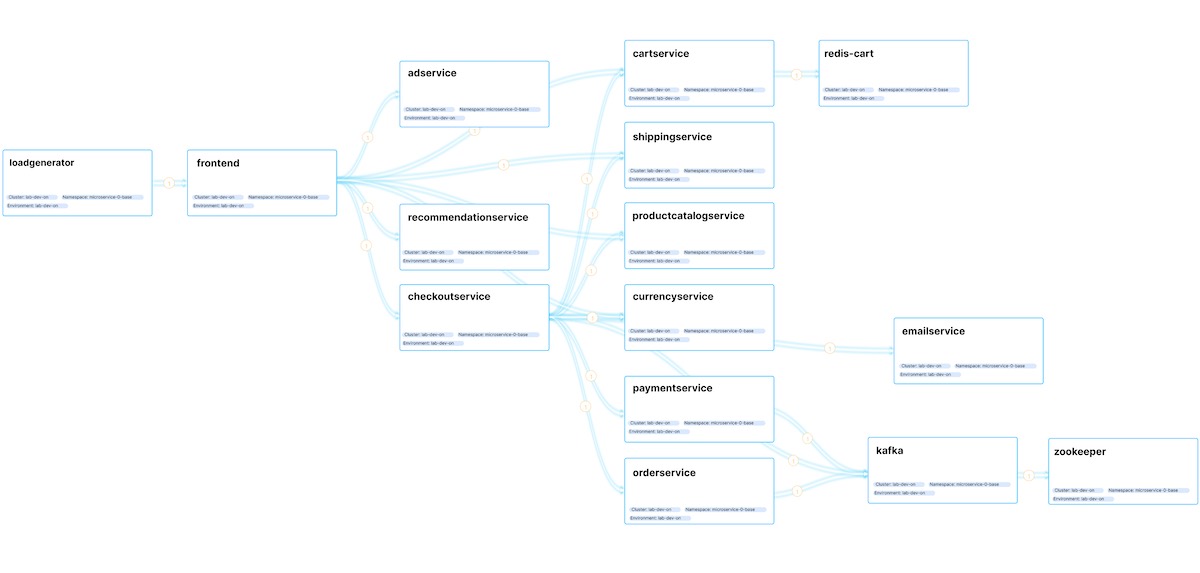 loadgenerator
Cluster: lab-dev-on Namespace: microservice-0-base
Environment: lab-dev-on
frontend
Cluster: lab-dev-on Namespace: microservice-0-base
Environment: lab-dev-on
adservice
Cluster: lab-dev-on Namespace: microservice-0-base
Environment: lab-dev-on
recommendationservice
Cluster: lab-dev-on Namespace: microservice-0-base
Environment: lab-dev-on
checkoutservice
Cluster: lab-dev-on Namespace: microservice-0-base
Environment: lab-dev-on
cartservice
Cluster: lab-dev-on Namespace: microservice-0-base
Environment: lab-dev-on
shippingservice
Cluster: lab-dev-on Namespace: microservice-0-base
Environment: lab-dev-on
productcatalogservice
Cluster: lab-dev-on Namespace: microservice-0-base
Environment: lab-dev-on
currencyservice
Cluster: lab-dev-on Namespace: microservice-0-base
Environment: lab-dev-on
paymentservice
Cluster: lab-dev-on Namespace: microservice-0-base
Environment: lab-dev-on
orderservice
Cluster: lab-dev-on Namespace: microservice-0-base
Environment: lab-dev-on
redis-cart
Cluster: lab-dev-on Namespace: microservice-0-base
Environment: lab-dev-on
emailservice
Cluster: lab-dev-on Namespace: microservice-0-base
Environment: lab-dev-on
kafka
Cluster: lab-dev-on Namespace: microservice-0-base
Environment: lab-dev-on
zookeeper
Cluster: lab-dev-on Namespace: microservice-0-base
Environment: lab-dev-on